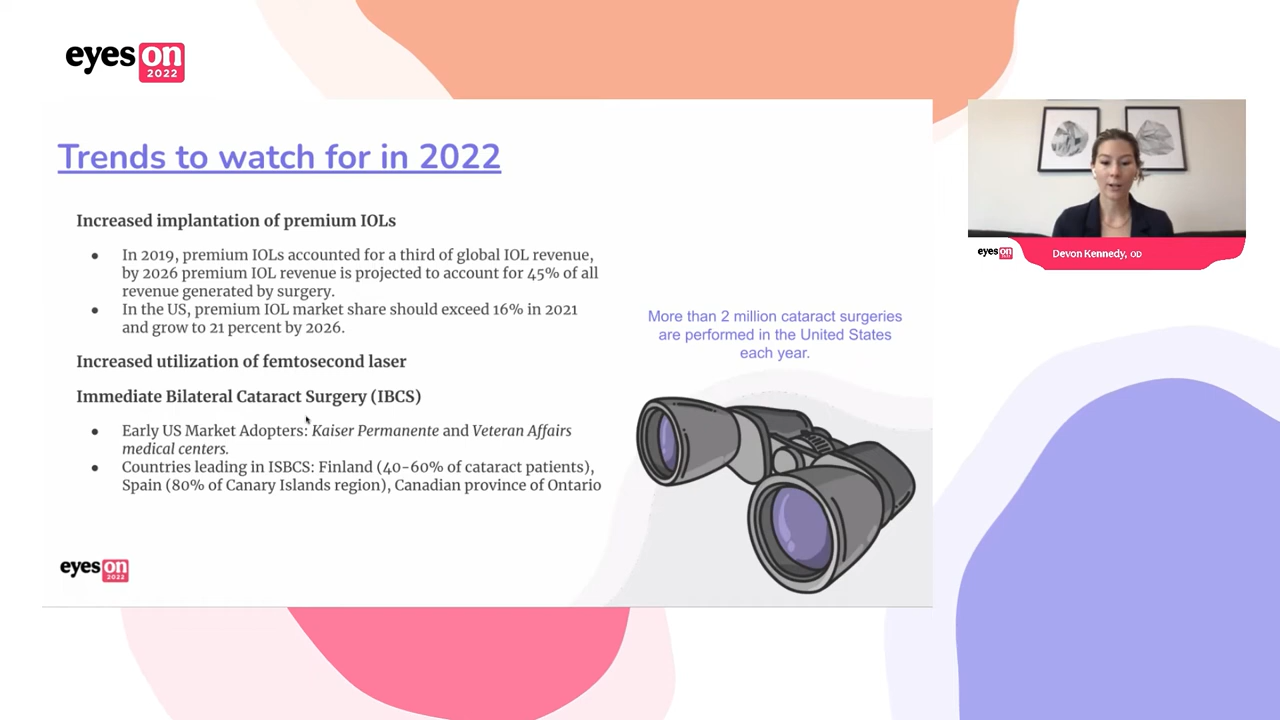 eyes on
2022
Trends to watch for in 2022
Increased implantation of premium IOLs
● In 2019, premium IOLs accounted for a third of global IOL revenue,
by 2026 premium IOL revenue is projected to account for 45% of all
revenue generated by surgery.
● In the US, premium IOL market share should exceed 16% in 2021
and grow to 21 percent by 2026.
Increased utilization of femtosecond laser
Immediate Bilateral Cataract Surgery (IBCS)
● Early US Market Adopters: Kaiser Permanente and Veteran Affairs
medical centers.
● Countries leading in ISBCS: Finland (40-60% of cataract patients),
Spain (80% of Canary Islands region), Canadian province of Ontario
More than 2 million cataract surgeries
are performed in the United States
each year.
eyes on
2022
eyes on
2022
Devon Kennedy, OD